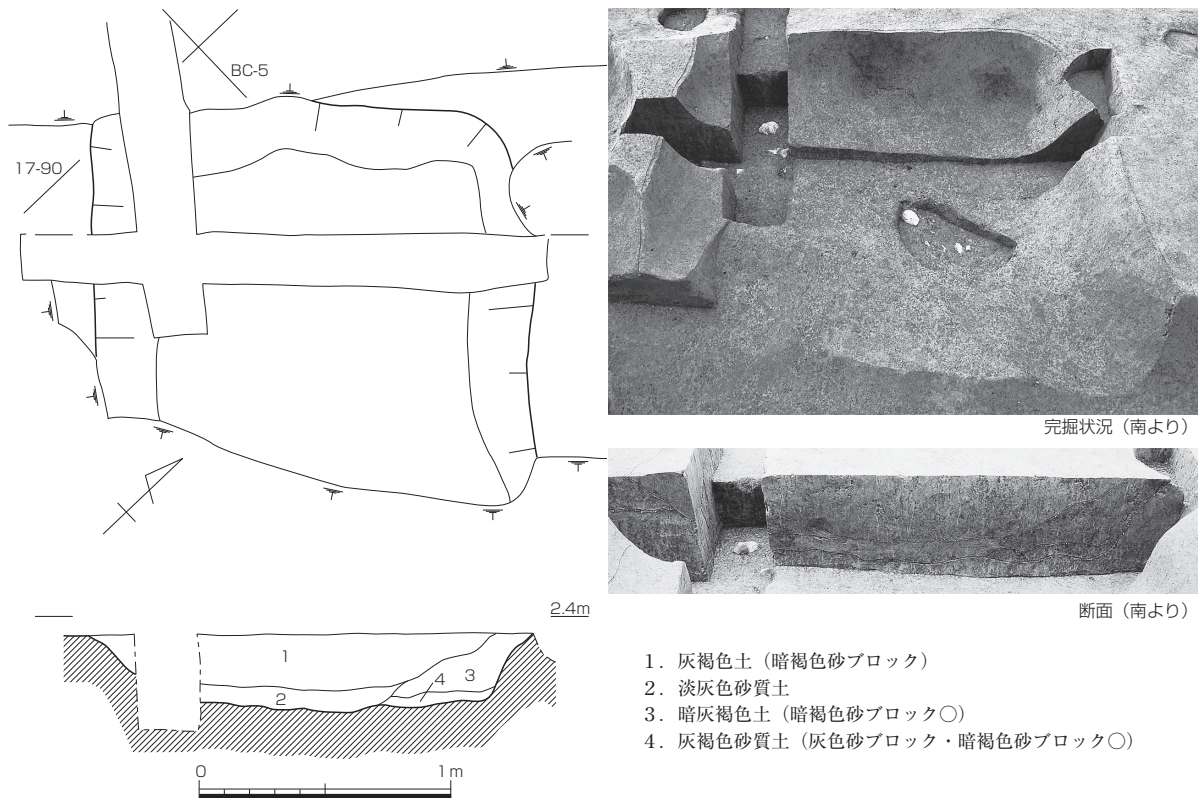 BC-5
17-90
完掘状況（南より）
断面（南より）
2.4m
1
2
3
4
0
1m
1．灰褐色土（暗褐色砂ブロック）
2．淡灰色砂質土
3．暗灰褐色土（暗褐色砂ブロック○）
4．灰褐色砂質土（灰色砂ブロック・暗褐色砂ブロック○）